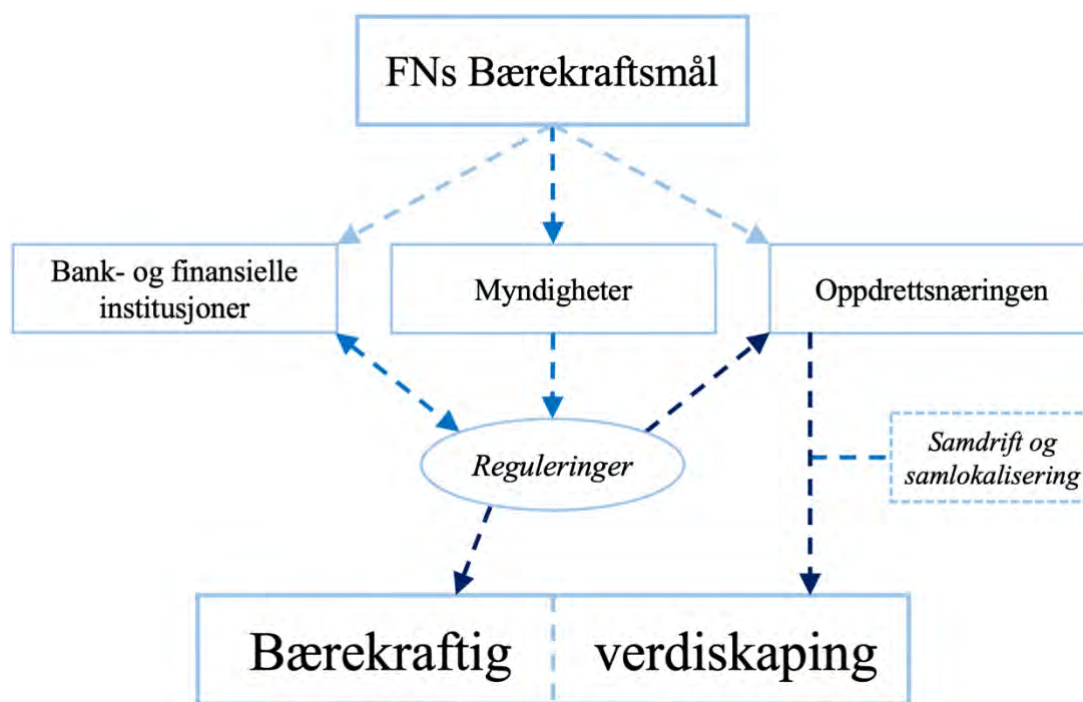 FNs Bærekraftsmål
Bank- og finansielle
institusjoner
Myndigheter
Oppdrettsnæringen
Reguleringer
Samdrift og
samlokalisering
Bærekraftig verdiskaping